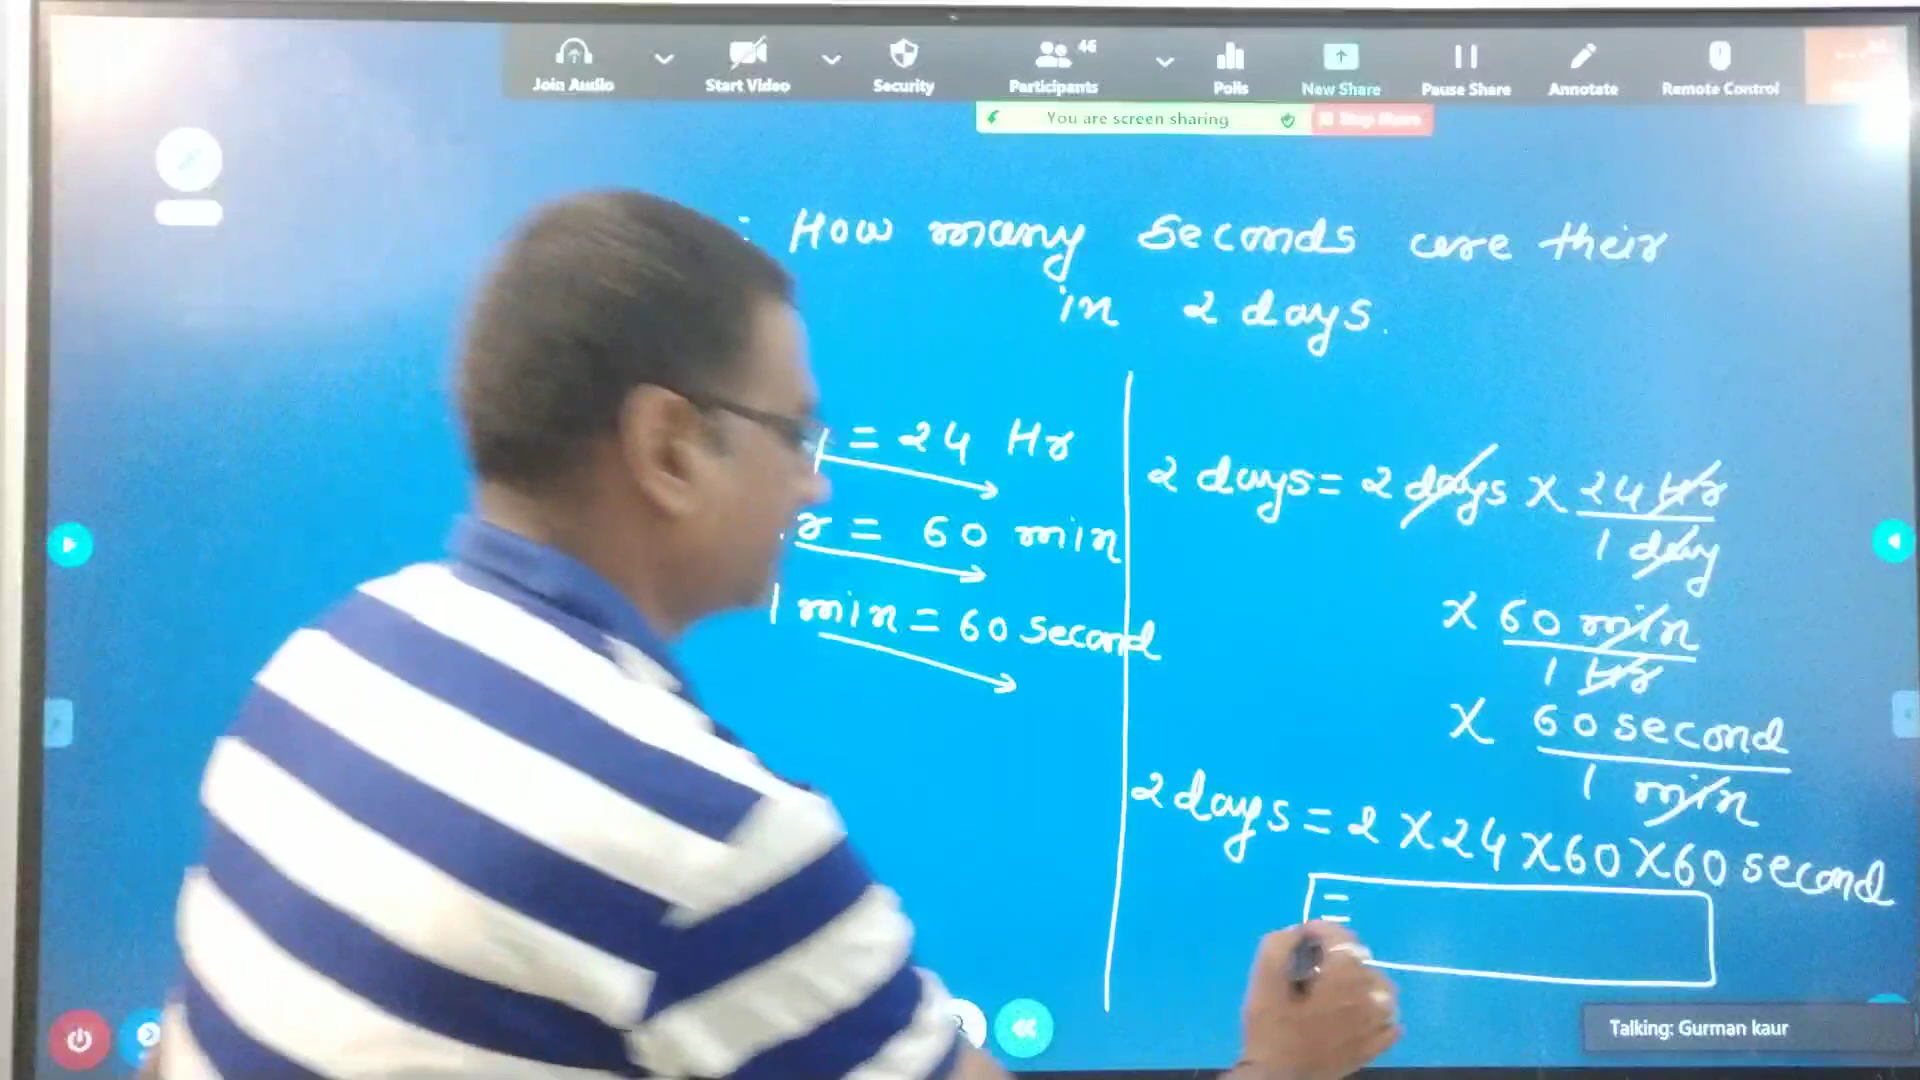 Join Audio Start Video Security Participants 46 Polls New Share Pause Share Annotate Remote Control
You are screen sharing Stop Share
: How many seconds are their
in 2 days.
= 24 Hr
r = 60 min
1 min = 60 second
2 days = 2 days X 24 Hr
1 day
X 60 min
1 Hr
X 60 second
1 min
2 days = 2 X 24 X 60 X 60 second
=
Talking: Gurman kaur